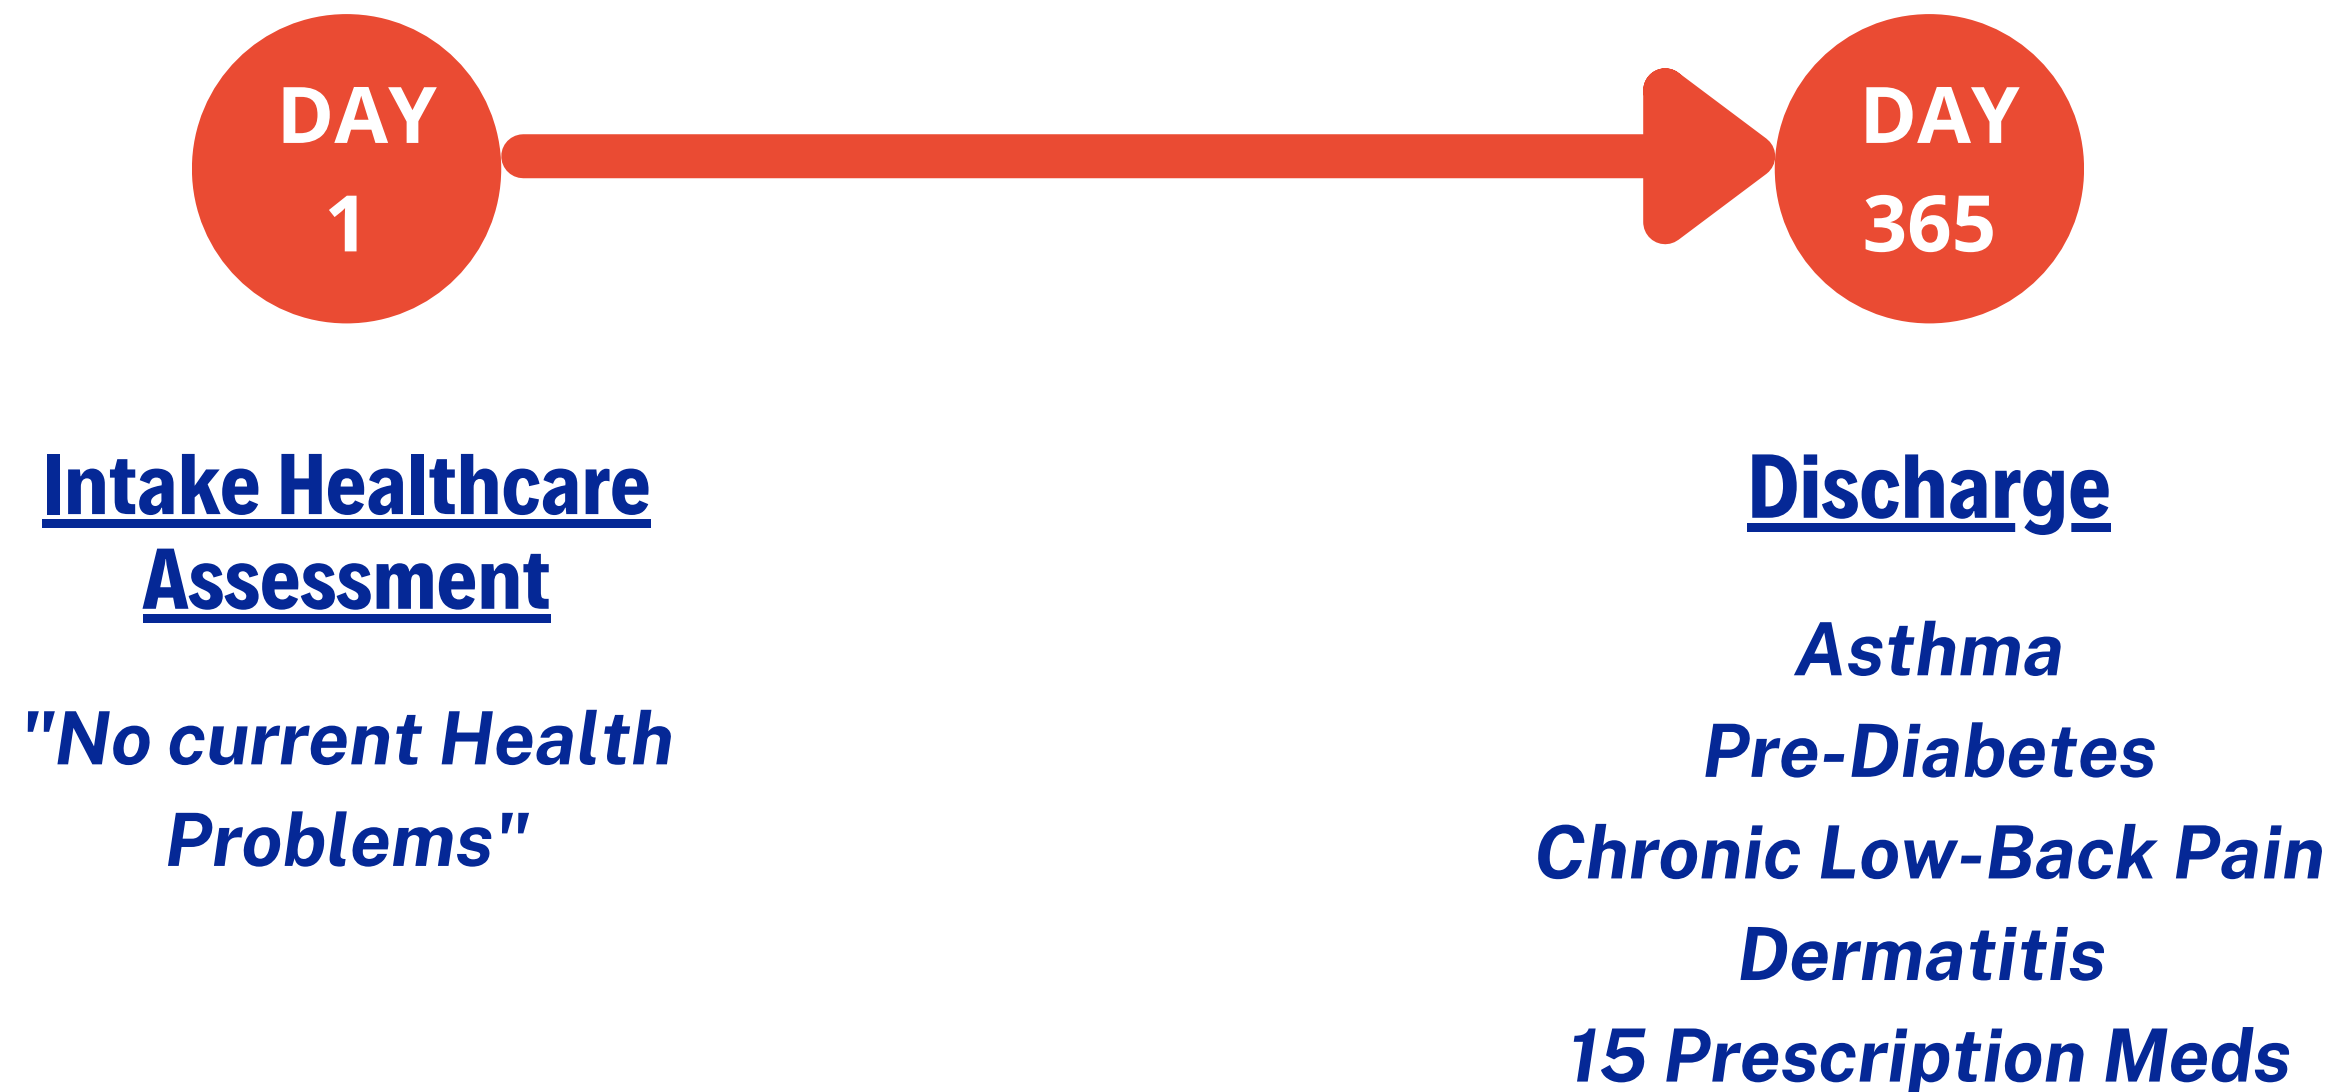 DAY
1
DAY
365
Intake Healthcare
Assessment
"No current Health
Problems"
Discharge
Asthma
Pre-Diabetes
Chronic Low-Back Pain
Dermatitis
15 Prescription Meds